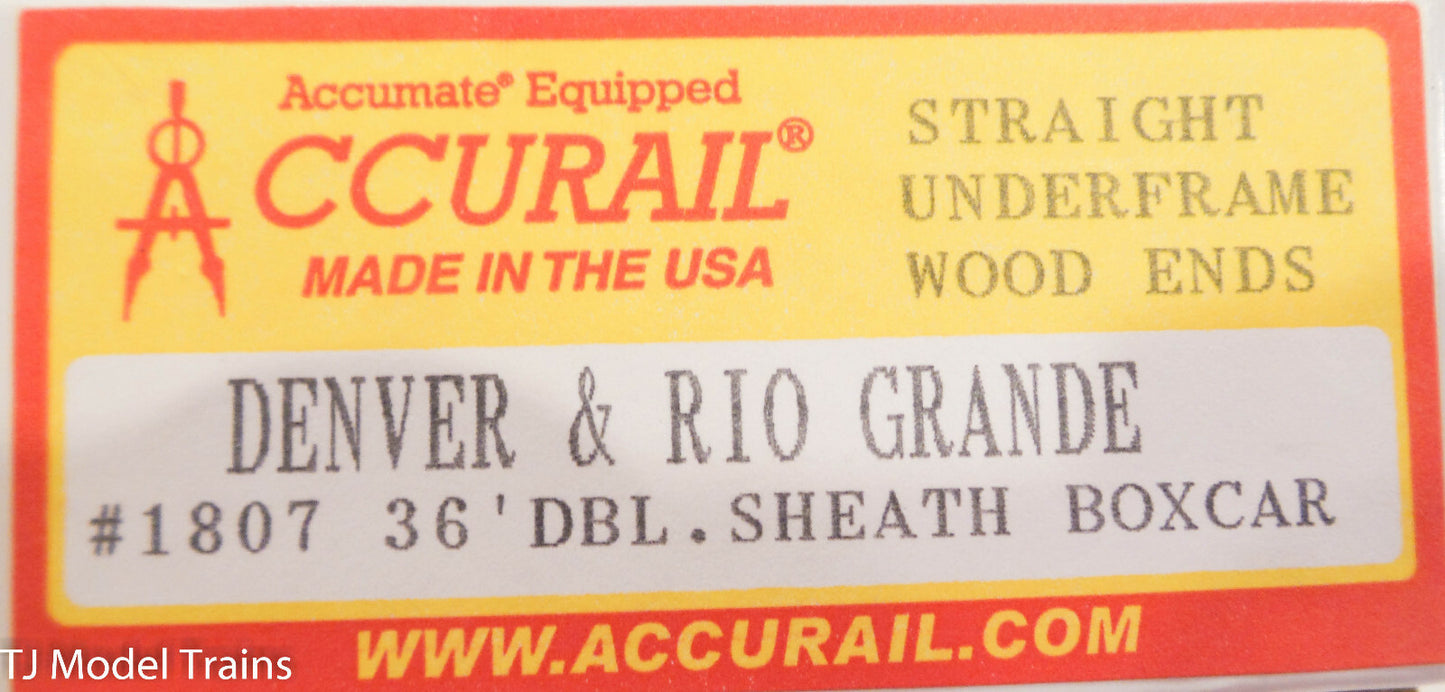 Accumate® Equipped
ACCURAIL®
MADE IN THE USA
STRAIGHT
UNDERFRAME
WOOD ENDS
DENVER & RIO GRANDE
#1807 36'DBL.SHEATH BOXCAR
WWW.ACCURAIL.COM
TJ Model Trains